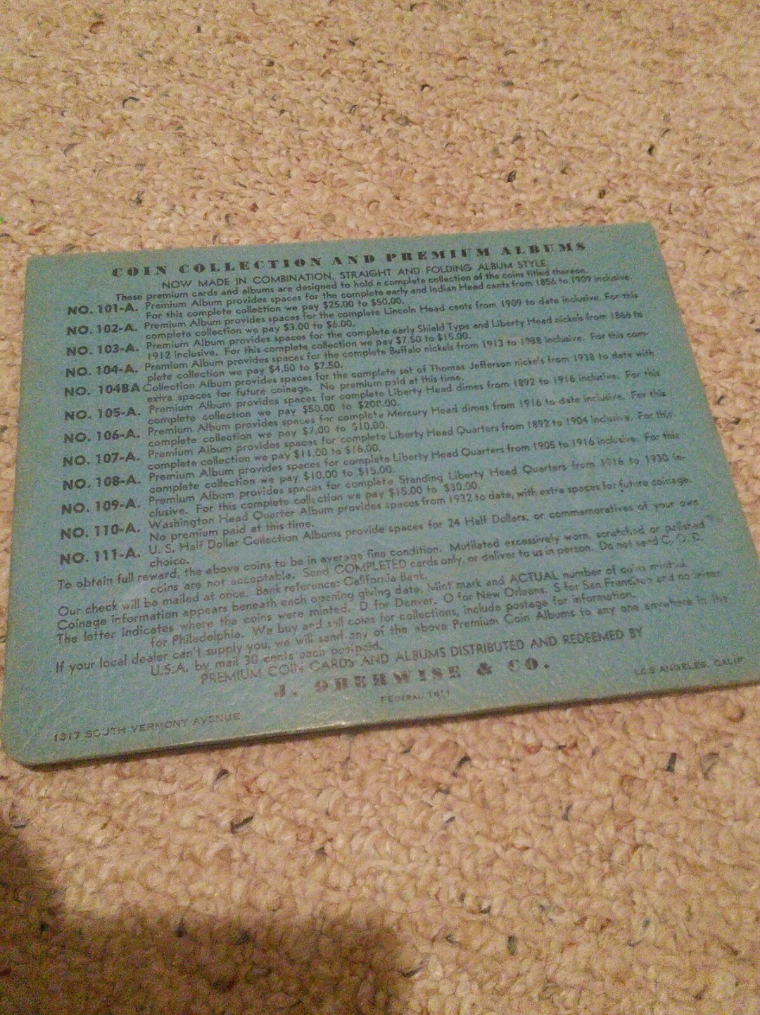 COIN COLLECTION AND PREMIUM ALBUMS
NOW MADE IN COMBINATION, STRAIGHT AND FOLDING ALBUM STYLE
These premium cards and albums are designed to hold a complete collection of the coins fitted thereon.
NO. 101-A. Premium Album provides spaces for the complete early and Indian Head cents from 1856 to 1909 inclusive.
For this complete collection we pay $25.00 to $50.00.
NO. 102-A. Premium Album provides spaces for the complete Lincoln Head cents from 1909 to date inclusive. For this
complete collection we pay $3.00 to $6.00.
NO. 103-A. Premium Album provides spaces for the complete early Shield Type and Liberty Head nickels from 1866 to
1912 inclusive. For this complete collection we pay $7.50 to $15.00.
NO. 104-A. Premium Album provides spaces for the complete Buffalo nickels from 1913 to 1938 inclusive. For this com-
plete collection we pay $4.50 to $7.50.
NO. 104BA Collection Album provides spaces for the complete set of Thomas Jefferson nickels from 1938 to date with
extra spaces for future coinage. No premium paid at this time.
NO. 105-A. Premium Album provides spaces for complete Liberty Head dimes from 1892 to 1916 inclusive. For this
complete collection we pay $50.00 to $200.00.
NO. 106-A. Premium Album provides spaces for complete Mercury Head dimes from 1916 to date inclusive. For this
complete collection we pay $7.00 to $10.00.
NO. 107-A. Premium Album provides spaces for complete Liberty Head Quarters from 1892 to 1904 inclusive. For this
complete collection we pay $11.00 to $16.00.
NO. 108-A. Premium Album provides spaces for complete Liberty Head Quarters from 1905 to 1916 inclusive. For this
complete collection we pay $10.00 to $15.00.
NO. 109-A. Premium Album provides spaces complete Standing Liberty Head Quarters from 1916 to 1930 in-
clusive. For this complete collection we pay $15.00 to $30.00.
NO. 110-A. Washington Head Quarter Album provides spaces from 1932 to date, with extra spaces for future coinage.
No premium paid at this time.
NO. 111-A. U. S. Half Dollar Collection Albums provide spaces for 24 Half Dollars, or commemoratives of your own
choice.
To obtain full reward, the above coins to be in average fine condition. Mutilated excessively worn, scratched or polished
coins are not acceptable. Send COMPLETED cards only, or deliver to us in person. Do not send C. O. D.
Our check will be mailed at once. Bank reference: California Bank.
Coinage information appears beneath each opening giving date, Mint mark and ACTUAL number of coins minted.
The letter indicates where the coins were minted. D for Denver, O for New Orleans, S for San Francisco and no letter
for Philadelphia. We buy and sell coins for collections, include postage for information.
If your local dealer can't supply you, we will send any of the above Premium Coin Albums to any one anywhere in the
U.S.A. by mail 30 cents each postpaid.
PREMIUM COIN CARDS AND ALBUMS DISTRIBUTED AND REDEEMED BY
J. OBERWISE & CO.
FEDERAL 1911
1317 SOUTH VERMONT AVENUE
LOS ANGELES, CALIF